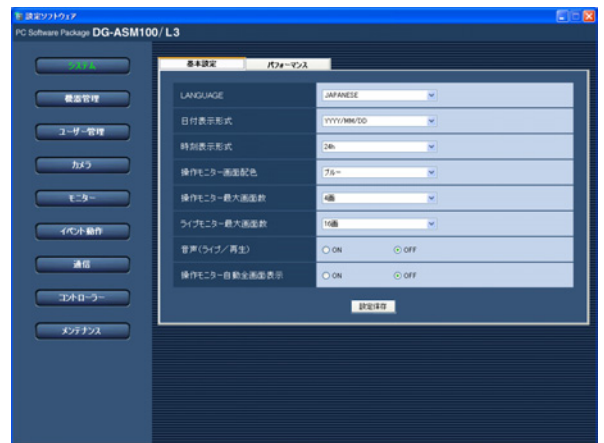 設定ソフトウェア
PC Software Package DG-ASM100/L3
システム
機器管理
ユーザー管理
カメラ
モニター
イベント動作
通信
コントローラー
メンテナンス
基本設定 パフォーマンス
LANGUAGE JAPANESE
日付表示形式 YYYY/MM/DD
時刻表示形式 24h
操作モニター画面配色 ブルー
操作モニター最大画面数 4画
ライブモニター最大画面数 16画
音声(ライブ/再生) ON OFF
操作モニター自動全画面表示 ON OFF
設定保存